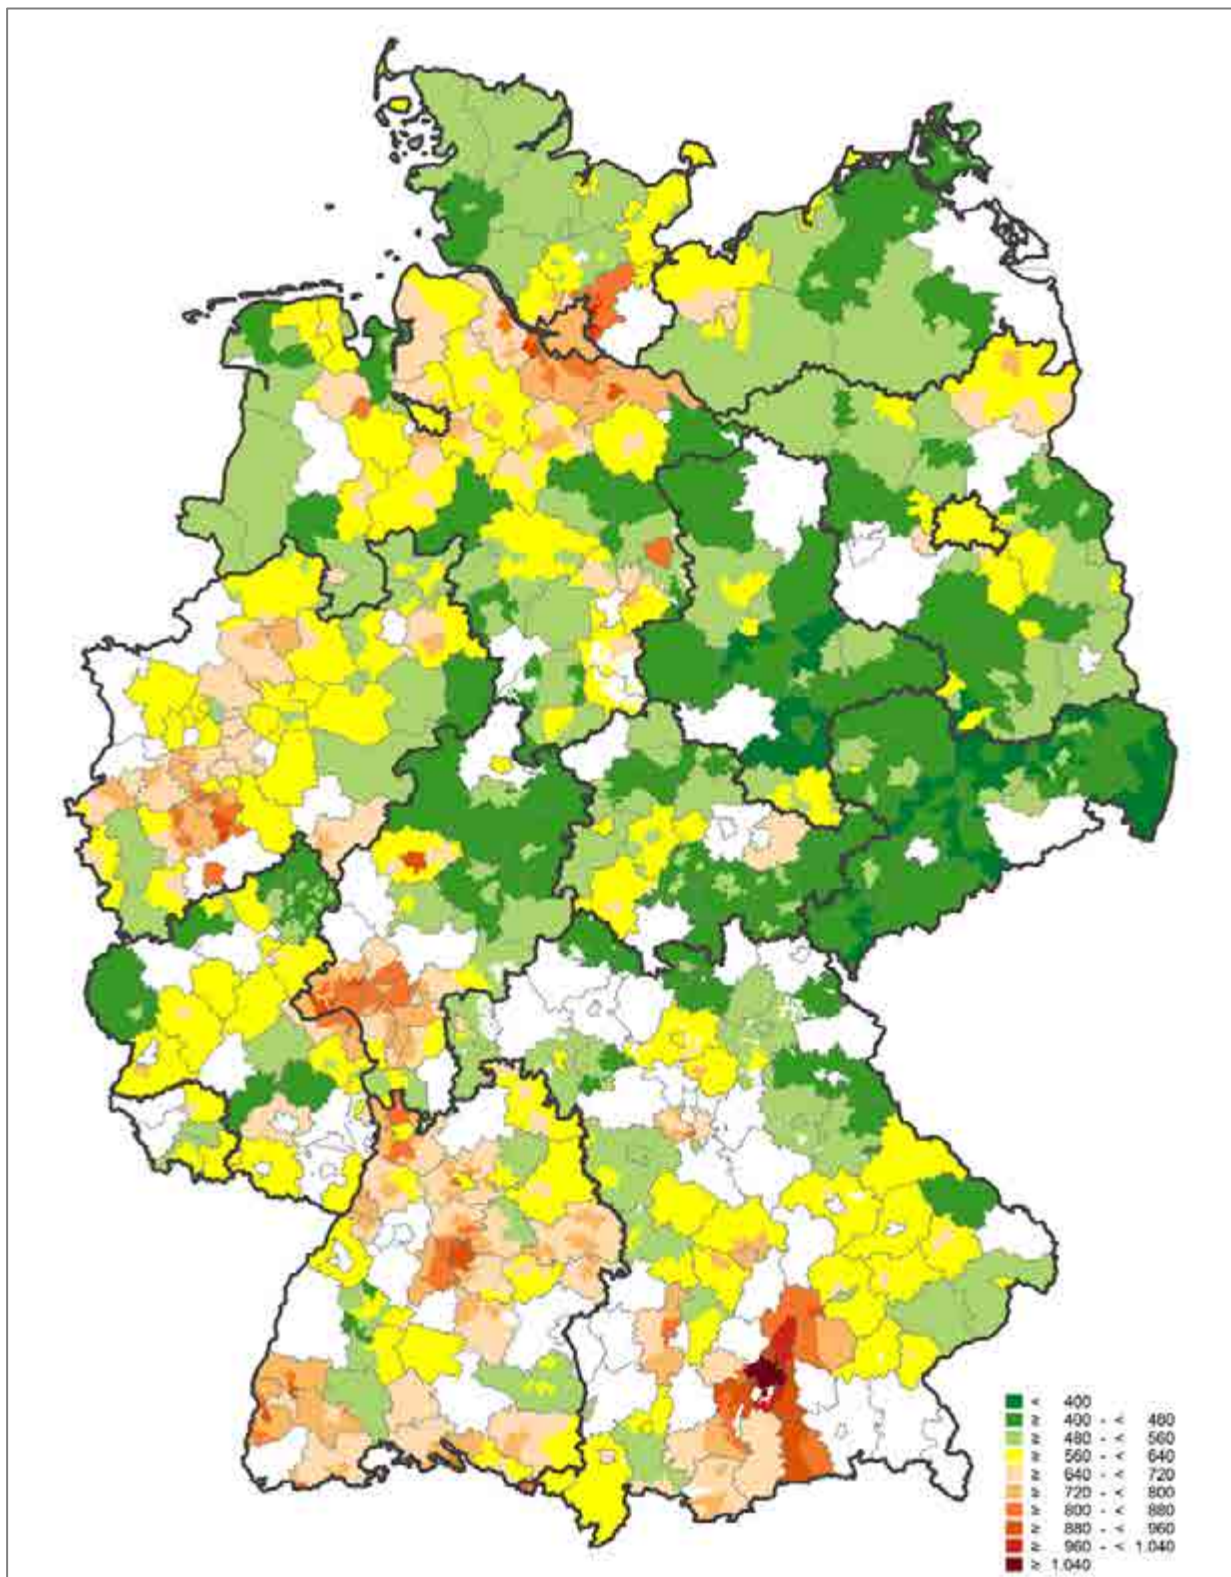 < 400
≥ 400 - < 480
≥ 480 - < 560
≥ 560 - < 640
≥ 640 - < 720
≥ 720 - < 800
≥ 800 - < 880
≥ 880 - < 960
≥ 960 - < 1.040
≥ 1.040